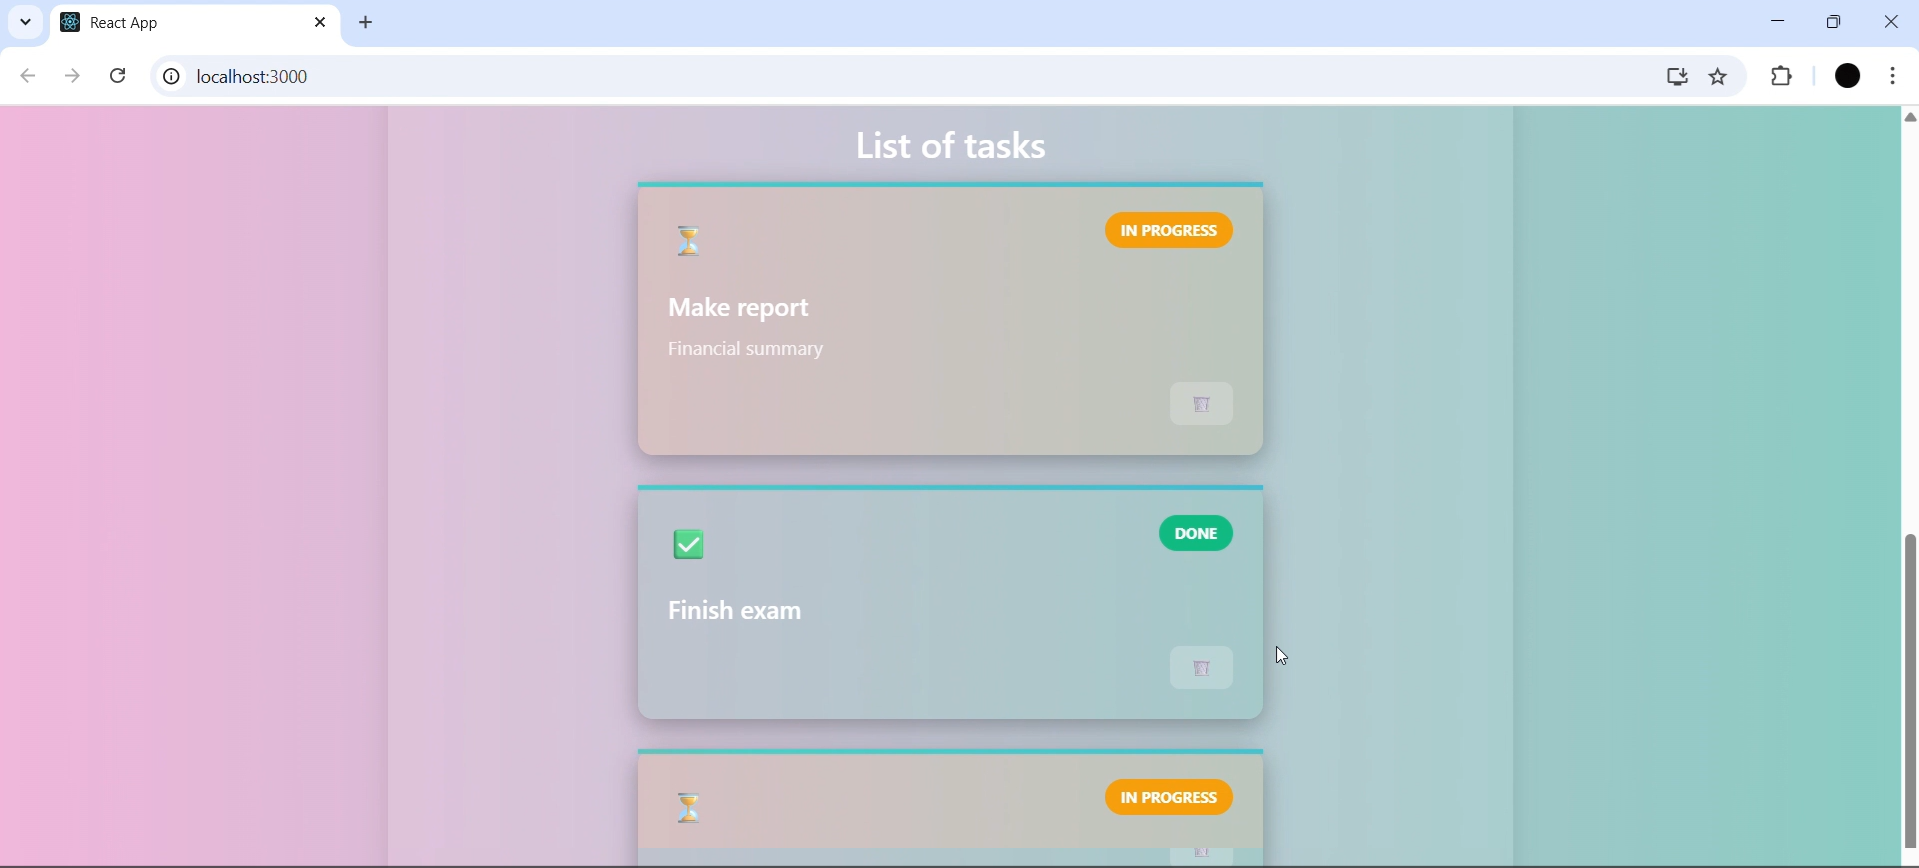 React App
localhost:3000
List of tasks
IN PROGRESS
Make report
Financial summary
DONE
Finish exam
IN PROGRESS